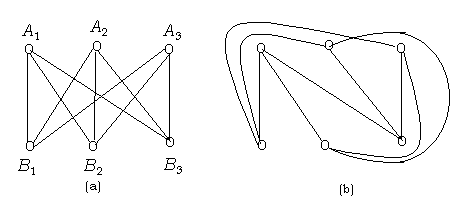 A₁ A₂ A₃
B₁ B₂ B₃
(a) (b)